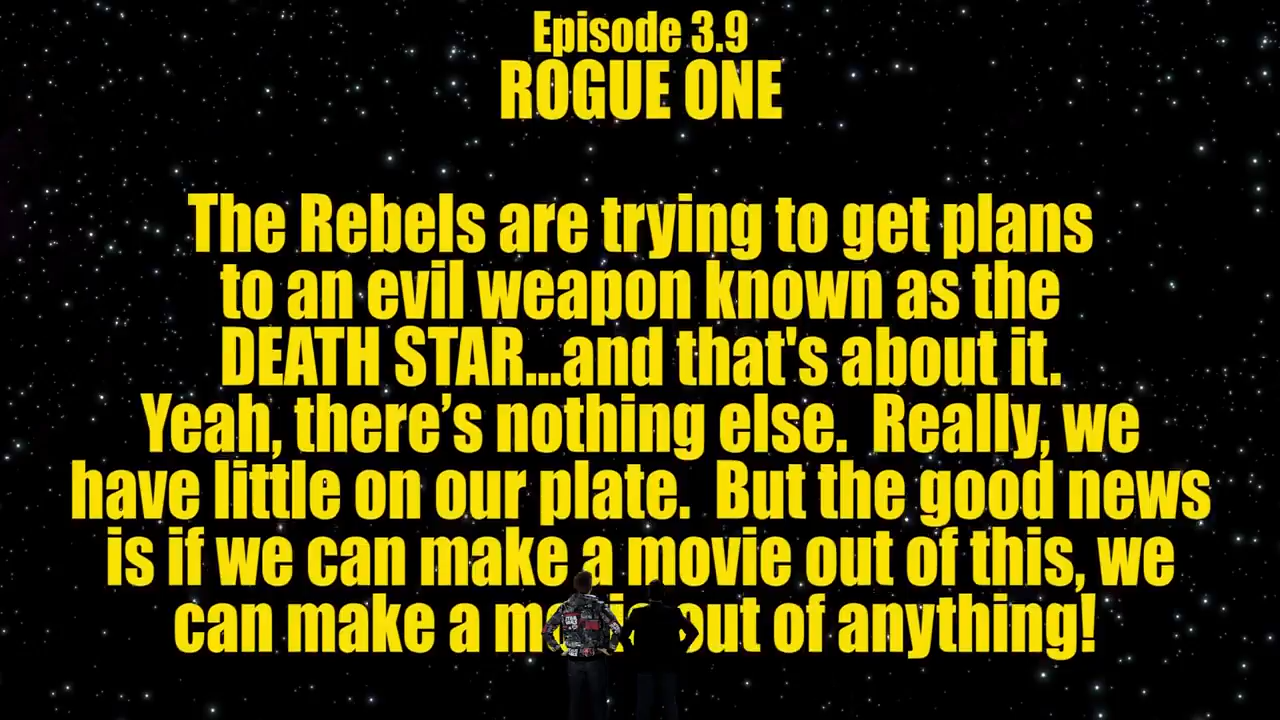 Episode 3.9
ROGUE ONE
The Rebels are trying to get plans
to an evil weapon known as the
DEATH STAR...and that's about it.
Yeah, there’s nothing else. Really, we
have little on our plate. But the good news
is if we can make a movie out of this, we
can make a movie out of anything!